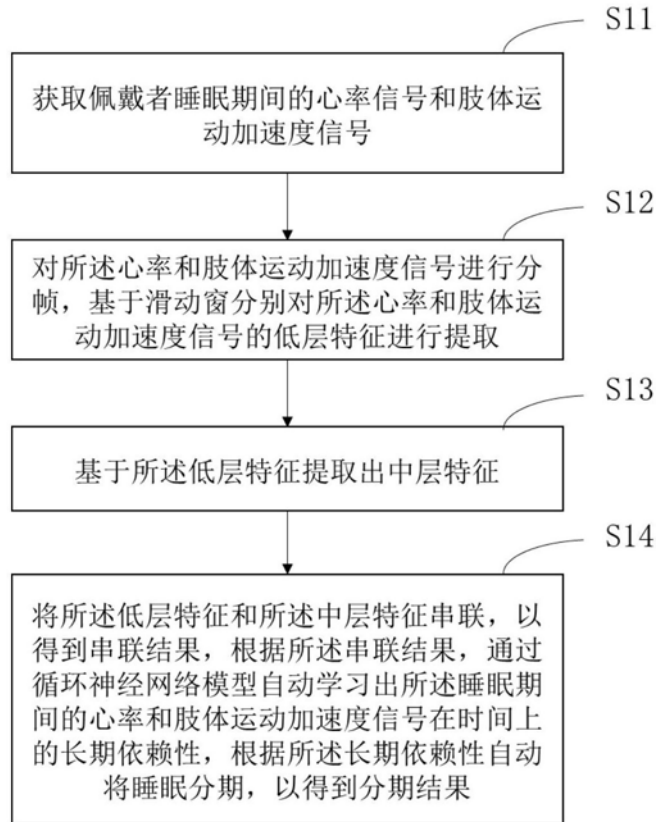 S11
获取佩戴者睡眠期间的心率信号和肢体运
动加速度信号
S12
对所述心率和肢体运动加速度信号进行分
帧，基于滑动窗分别对所述心率和肢体运
动加速度信号的低层特征进行提取
S13
基于所述低层特征提取出中层特征
S14
将所述低层特征和所述中层特征串联，以
得到串联结果，根据所述串联结果，通过
循环神经网络模型自动学习出所述睡眠期
间的心率和肢体运动加速度信号在时间上
的长期依赖性，根据所述长期依赖性自动
将睡眠分期，以得到分期结果